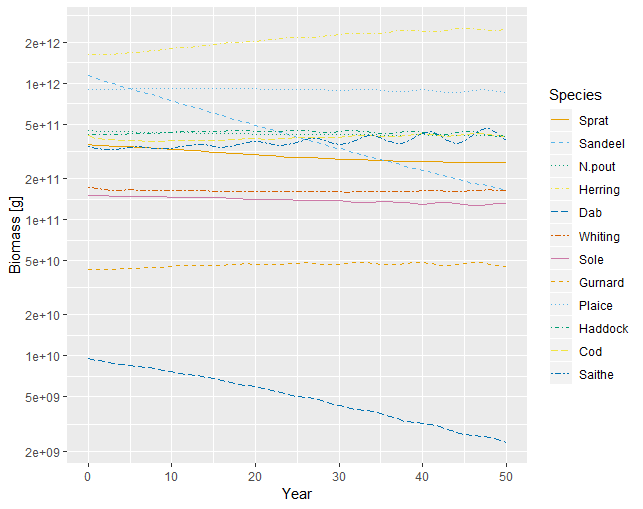 2e+12
1e+12
5e+11
2e+11
1e+11
5e+10
2e+10
1e+10
5e+09
2e+09
Biomass [g]
0 10 20 30 40 50
Year
Species
Sprat
Sandeel
N.pout
Herring
Dab
Whiting
Sole
Gurnard
Plaice
Haddock
Cod
Saithe